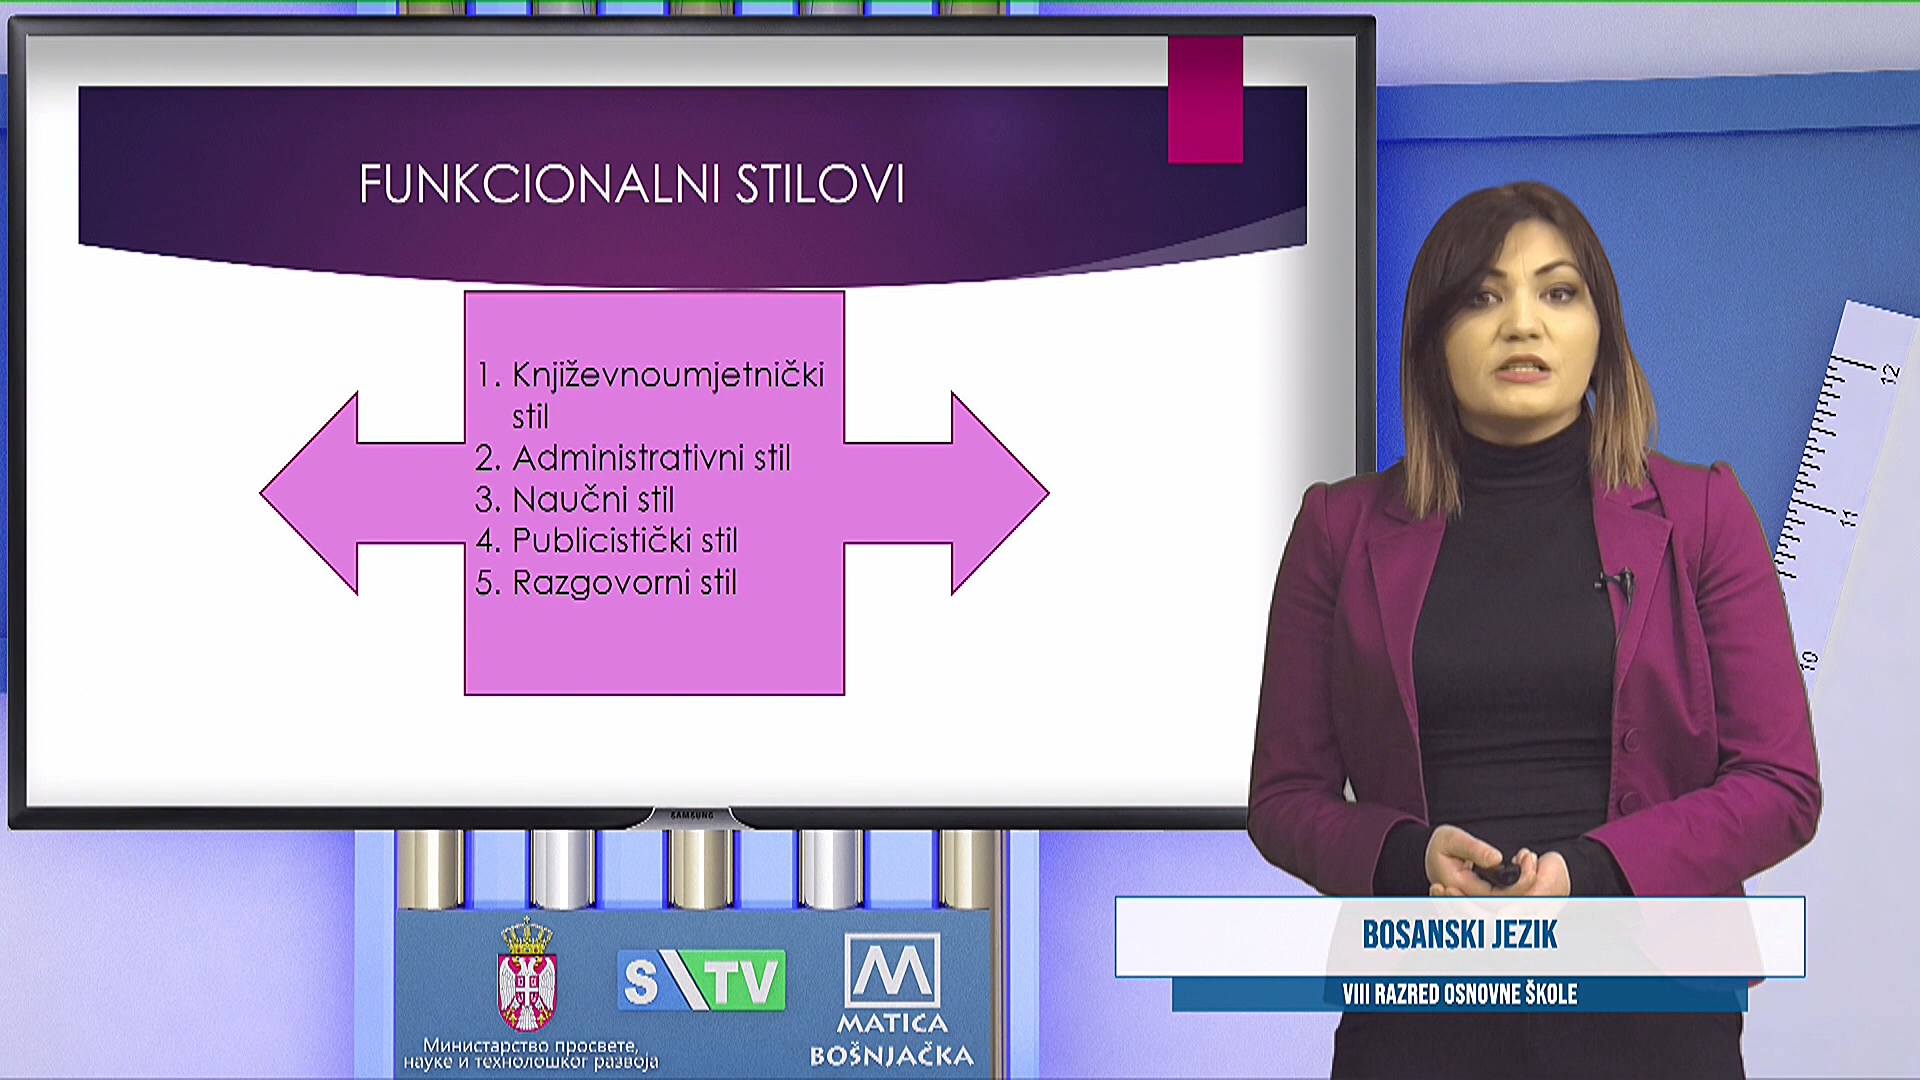 FUNKCIONALNI STILOVI
1. Književnoumjetnički
stil
2. Administrativni stil
3. Naučni stil
4. Publicistički stil
5. Razgovorni stil
SAMSUNG
12
11
10
BOSANSKI JEZIK
VIII RAZRED OSNOVNE ŠKOLE
S TV
MATICA
BOŠNJAČKA
Министарство просвете,
науке и технолошког развоја